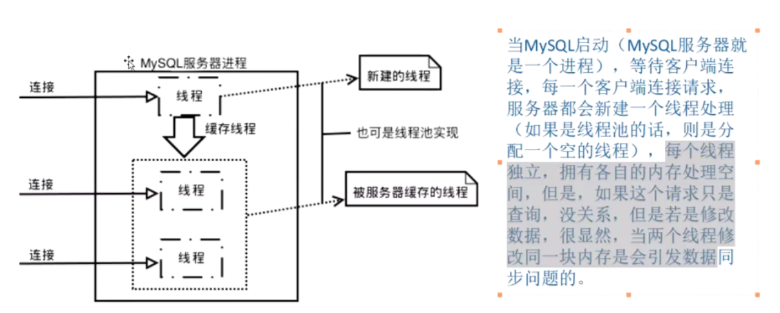 MySQL服务器进程
连接
线程
新建的线程
缓存线程
也可是线程池实现
连接
线程
被服务器缓存的线程
连接
线程
当MySQL启动（MySQL服务器就
是一个进程），等待客户端连
接，每一个客户端连接请求，
服务器都会新建一个线程处理
（如果是线程池的话，则是分
配一个空的线程），每个线程
独立，拥有各自的内存处理空
间，但是，如果这个请求只是
查询，没关系，但是若是修改
数据，很显然，当两个线程修
改同一块内存是会引发数据同
步问题的。